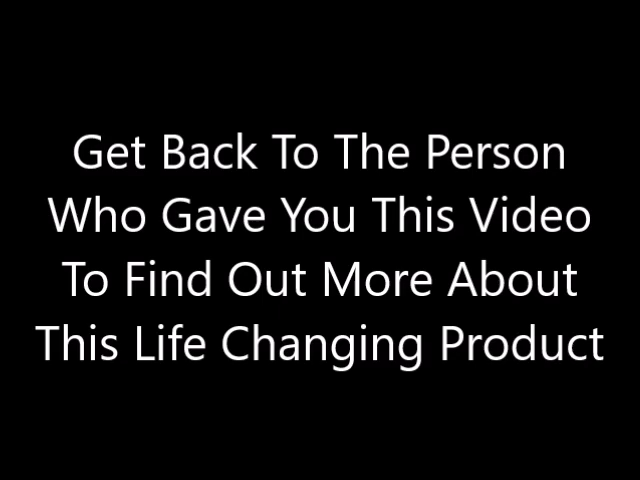 Get Back To The Person
Who Gave You This Video
To Find Out More About
This Life Changing Product